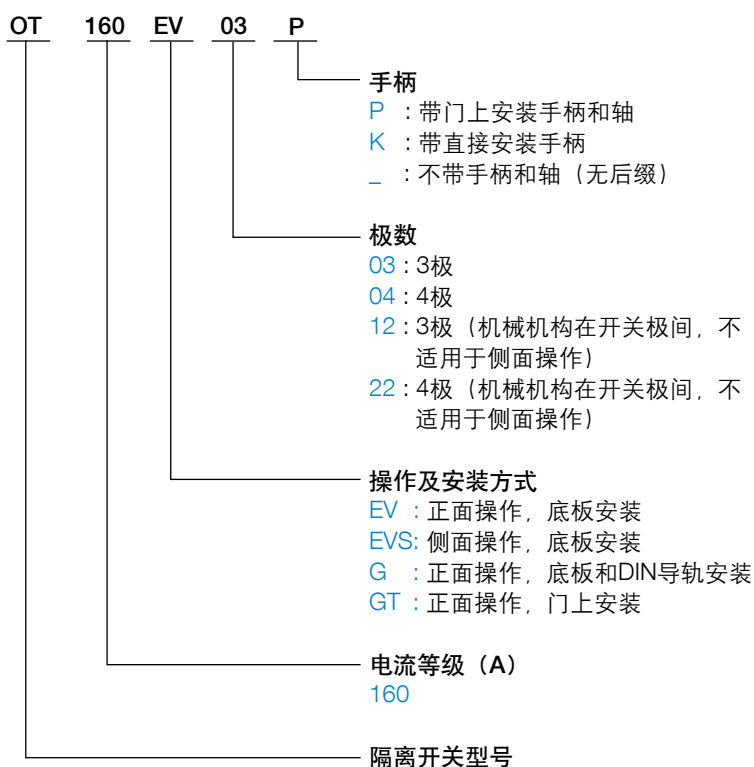 OT 160 EV 03 P
手柄
P : 带门上安装手柄和轴
K : 带直接安装手柄
_ : 不带手柄和轴（无后缀）
极数
03 : 3极
04 : 4极
12 : 3极（机械机构在开关极间，不
适用于侧面操作）
22 : 4极（机械机构在开关极间，不
适用于侧面操作）
操作及安装方式
EV : 正面操作，底板安装
EVS: 侧面操作，底板安装
G : 正面操作，底板和DIN导轨安装
GT : 正面操作，门上安装
电流等级（A）
160
隔离开关型号